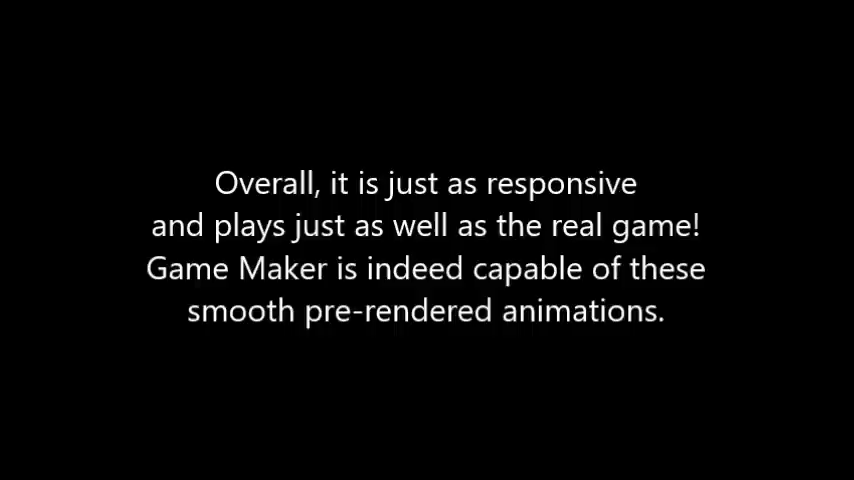 Overall, it is just as responsive
and plays just as well as the real game!
Game Maker is indeed capable of these
smooth pre-rendered animations.